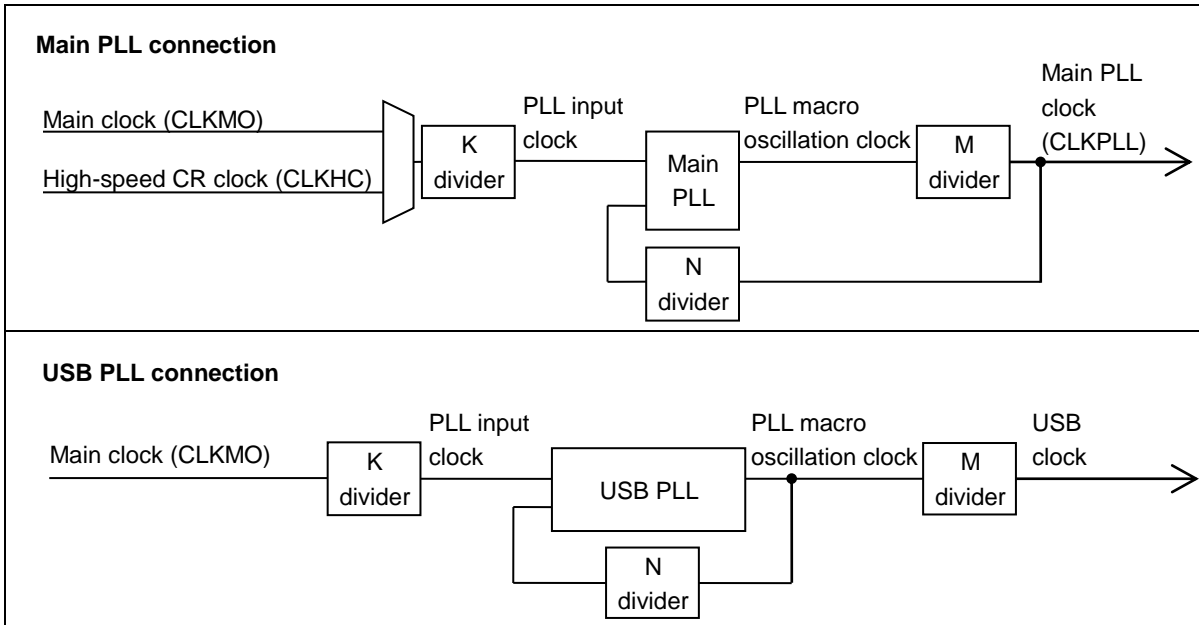 Main PLL connection
Main clock (CLKMO)
High-speed CR clock (CLKHC)
K
divider
PLL input
clock
Main
PLL
PLL macro
oscillation clock
M
divider
Main PLL
clock
(CLKPLL)
N
divider
USB PLL connection
Main clock (CLKMO)
K
divider
PLL input
clock
USB PLL
PLL macro
oscillation clock
M
divider
USB
clock
N
divider